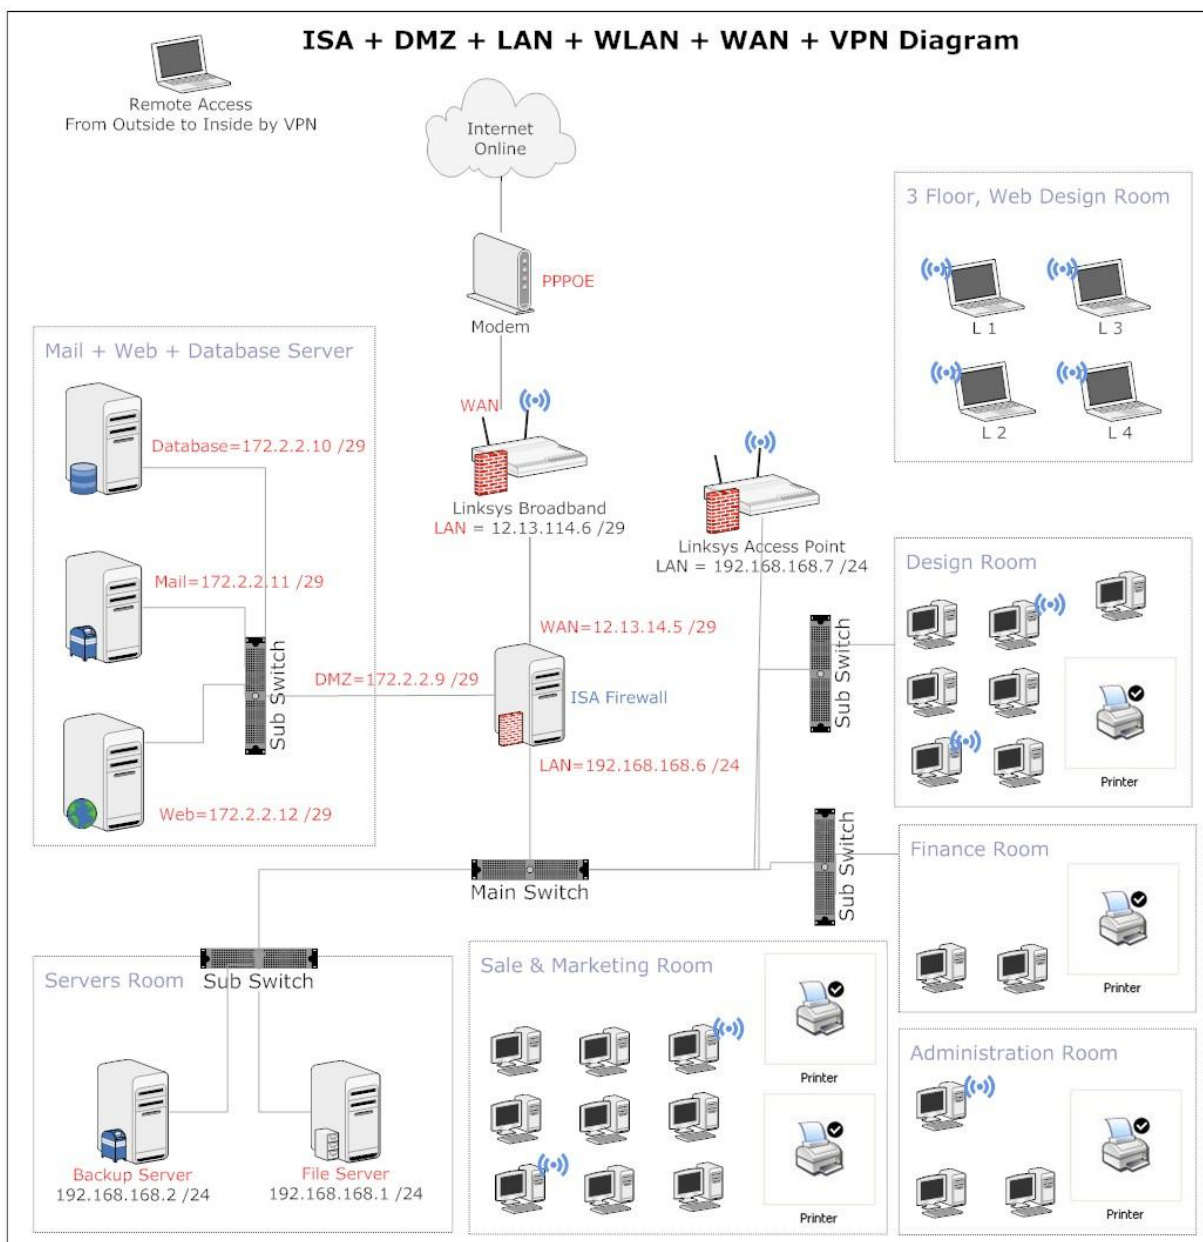 ISA + DMZ + LAN + WLAN + WAN + VPN Diagram
Remote Access
From Outside to Inside by VPN
Internet
Online
PPPOE
Modem
3 Floor, Web Design Room
L 1
L 3
L 2
L 4
Mail + Web + Database Server
Database=172.2.2.10 /29
Mail=172.2.2.11 /29
Web=172.2.2.12 /29
Sub Switch
DMZ=172.2.2.9 /29
WAN
Linksys Broadband
LAN = 12.13.114.6 /29
Linksys Access Point
LAN = 192.168.168.7 /24
WAN=12.13.14.5 /29
ISA Firewall
LAN=192.168.168.6 /24
Main Switch
Sub Switch
Design Room
Printer
Sub Switch
Finance Room
Printer
Servers Room
Sub Switch
Backup Server
192.168.168.2 /24
File Server
192.168.168.1 /24
Sale & Marketing Room
Printer
Printer
Administration Room
Printer